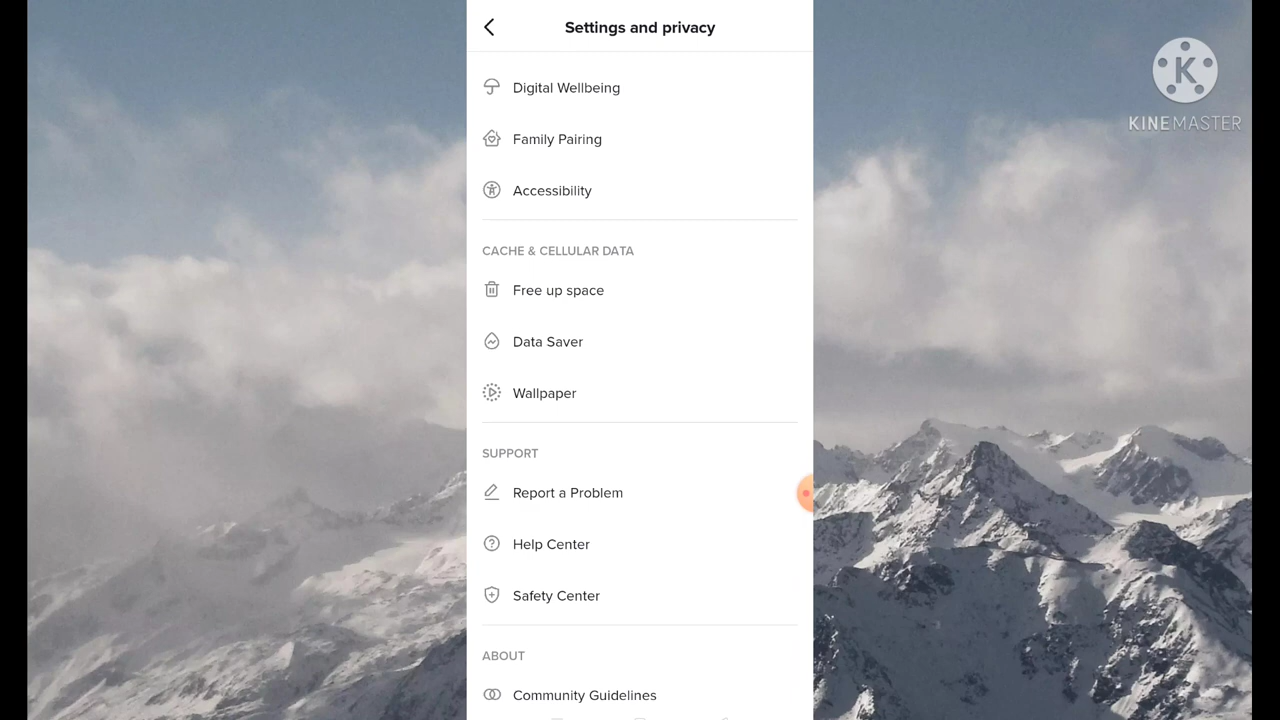 Settings and privacy
KINEMASTER
Digital Wellbeing
Family Pairing
Accessibility
CACHE & CELLULAR DATA
Free up space
Data Saver
Wallpaper
SUPPORT
Report a Problem
Help Center
Safety Center
ABOUT
Community Guidelines